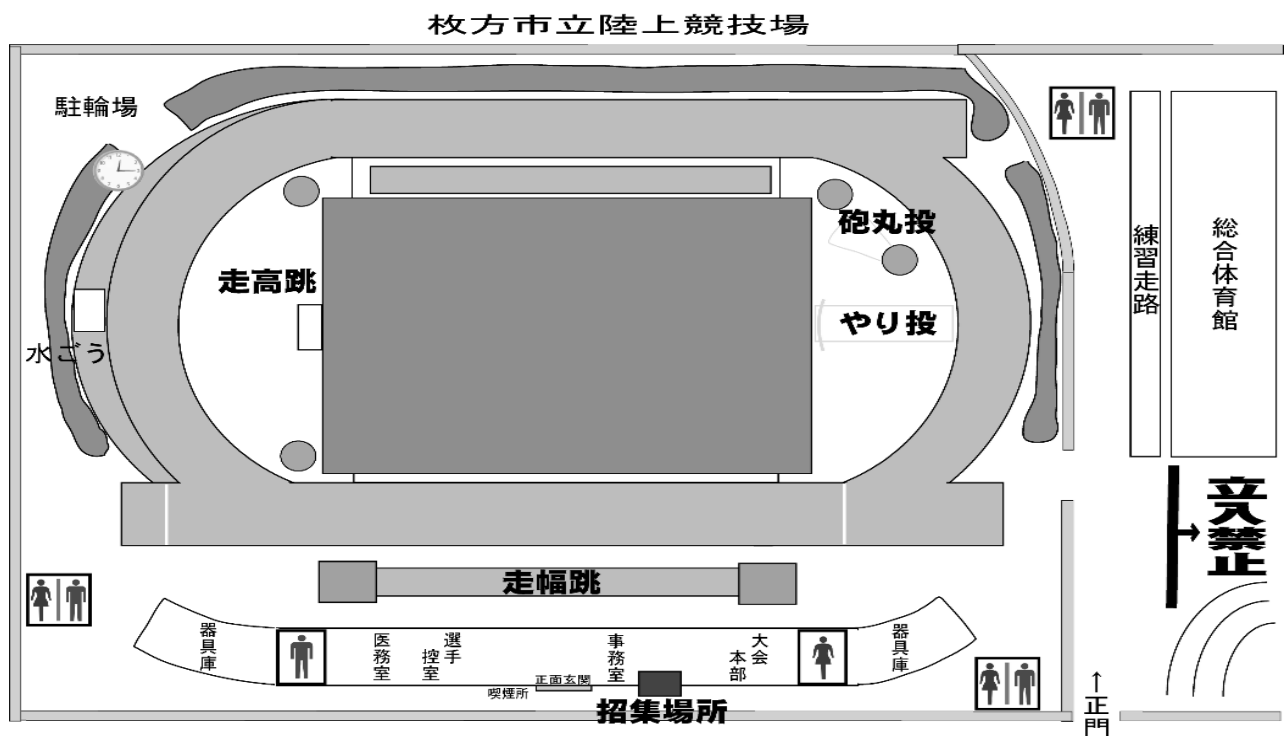 枚方市立陸上競技場
駐輪場
砲丸投
走高跳
やり投
水ごう
練習走路
総合体育館
立入禁止
→
走幅跳
器具庫
医務室
選手
控室
事務室
大会
本部
器具庫
正面玄関
喫煙所
招集場所
↑正門